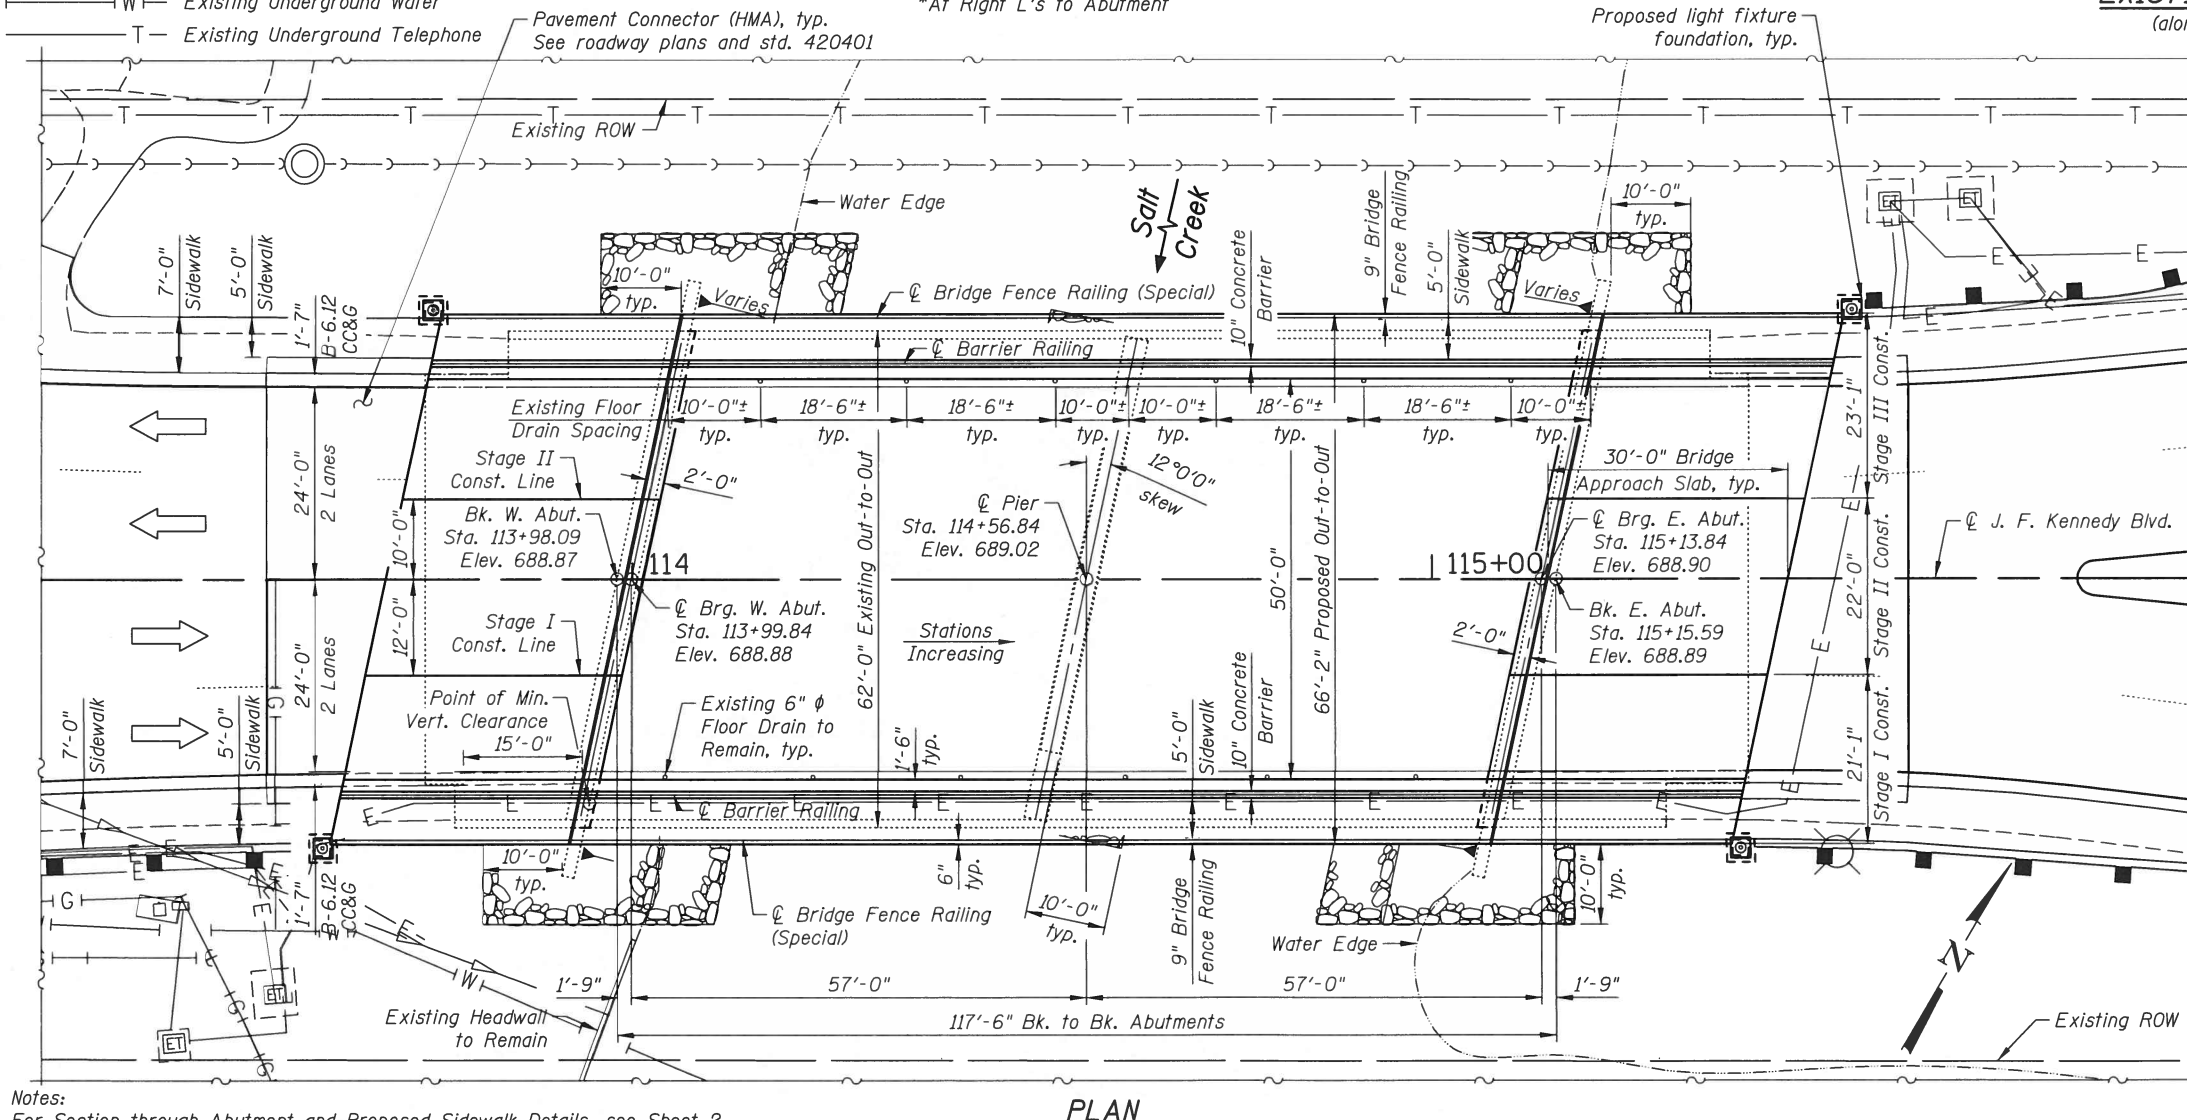 W Existing Underground Water
T Existing Underground Telephone
Pavement Connector (HMA), typ.
See roadway plans and std. 420401
*At Right L's to Abutment
Proposed light fixture
foundation, typ.
Existing ROW
T T T T T T T T T T T T T T T
Water Edge
Salt
Creek
9" Bridge
Fence Railing
5'-0"
Sidewalk
10" Concrete
Barrier
10'-0"
typ.
ET
ET
E
E
E
E
7'-0"
Sidewalk
5'-0"
Sidewalk
1'-7"
B-6.12
CC&G
10'-0"
typ.
Varies
℄ Bridge Fence Railing (Special)
Varies
℄ Barrier Railing
Existing Floor
Drain Spacing
10'-0"±
typ.
18'-6"±
typ.
18'-6"±
typ.
10'-0"±
typ.
10'-0"±
typ.
18'-6"±
typ.
18'-6"±
typ.
10'-0"±
typ.
23'-1"
Stage III Const.
24'-0"
2 Lanes
Stage II
Const. Line
2'-0"
62'-0" Existing Out-to-Out
12°0'0"
skew
66'-2" Proposed Out-to-Out
30'-0" Bridge
Approach Slab, typ.
10'-0"
Bk. W. Abut.
Sta. 113+98.09
Elev. 688.87
℄ Pier
Sta. 114+56.84
Elev. 689.02
℄ Brg. E. Abut.
Sta. 115+13.84
Elev. 688.90
E
℄ J. F. Kennedy Blvd.
114
115+00
50'-0"
22'-0"
Stage II Const.
12'-0"
Stage I
Const. Line
℄ Brg. W. Abut.
Sta. 113+99.84
Elev. 688.88
Stations
Increasing
2'-0"
Bk. E. Abut.
Sta. 115+15.59
Elev. 688.89
E
24'-0"
2 Lanes
G
7'-0"
Sidewalk
5'-0"
Sidewalk
Point of Min.
Vert. Clearance
15'-0"
Existing 6" ϕ
Floor Drain to
Remain, typ.
1'-6"
typ.
5'-0"
Sidewalk
10" Concrete
Barrier
21'-1"
Stage I Const.
E
E E E E E E E E E E
℄ Barrier Railing
10'-0"
typ.
6"
typ.
10'-0"
typ.
10'-0"
typ.
E
G
1'-7"
B-6.12
CC&G
E
E
W
℄ Bridge Fence Railing
(Special)
9" Bridge
Fence Railing
Water Edge
N
ET
ET
G
G
1'-9"
57'-0"
57'-0"
1'-9"
Existing Headwall
to Remain
117'-6" Bk. to Bk. Abutments
Existing ROW
Notes:
PLAN
For Section through Abutment and Proposed Sidewalk Details, see Sheet 2